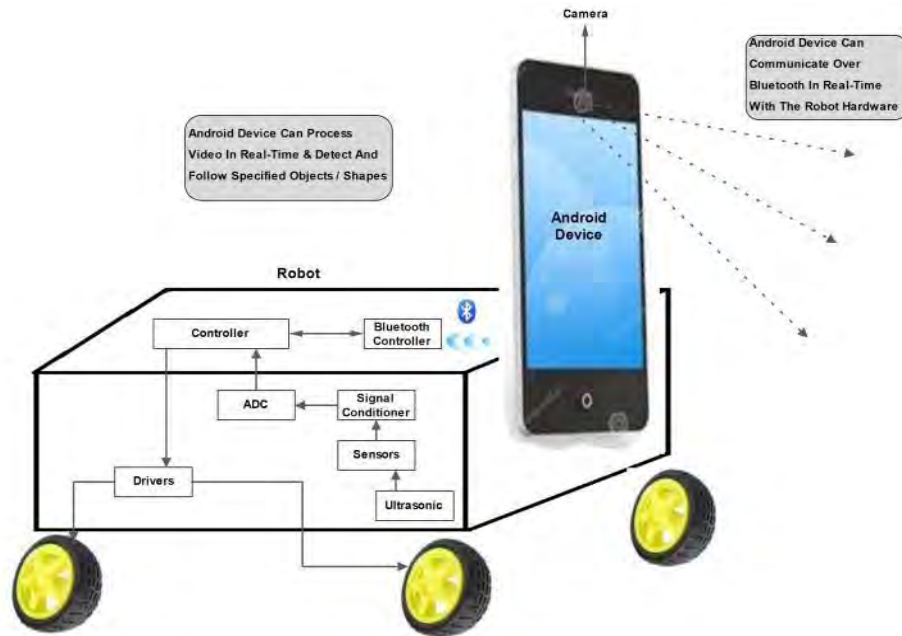 Camera
Android Device Can
Communicate Over
Bluetooth In Real-Time
With The Robot Hardware
Android Device Can Process
Video In Real-Time & Detect And
Follow Specified Objects / Shapes
Android
Device
Robot
Controller
Bluetooth
Controller
ADC
Signal
Conditioner
Sensors
Drivers
Ultrasonic